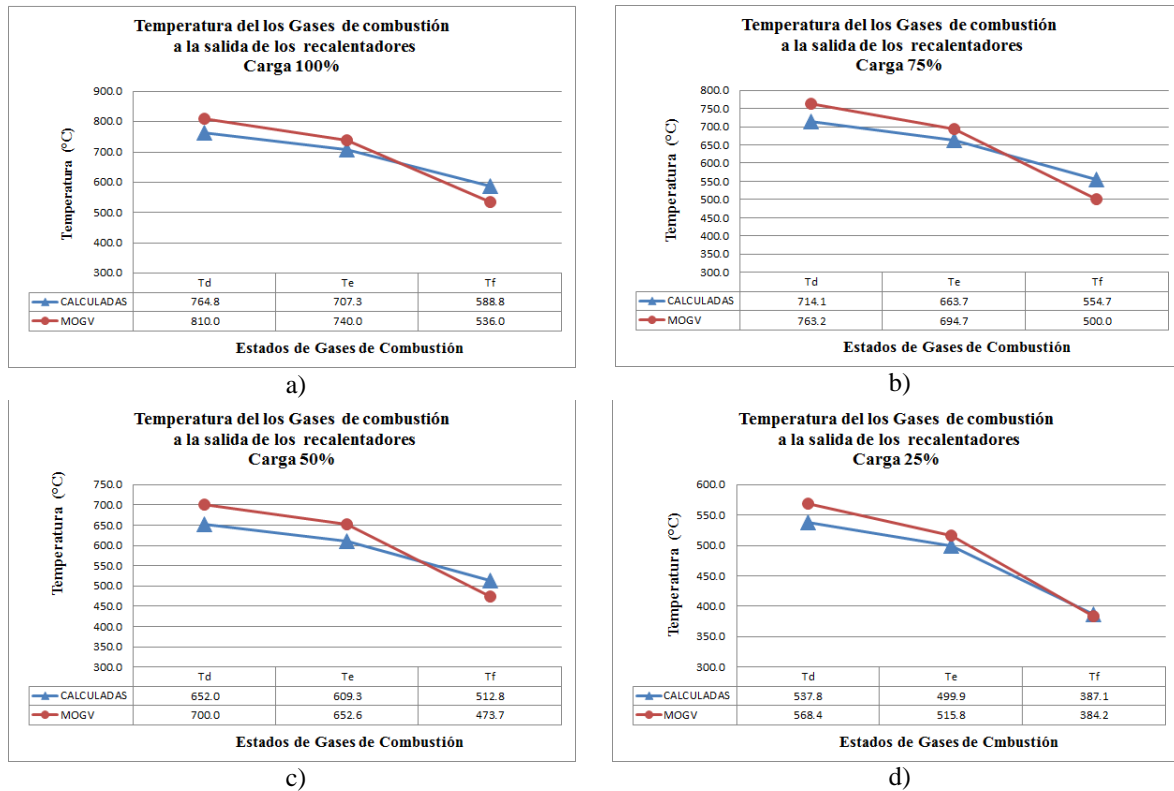 Temperatura del los Gases de combustión
a la salida de los recalentadores
Carga 100%
Temperatura (°C)
900.0
800.0
700.0
600.0
500.0
400.0
300.0
Td Te Tf
CALCULADAS 764.8 707.3 588.8
MOGV 810.0 740.0 536.0
Estados de Gases de Combustión
a)
Temperatura del los Gases de combustión
a la salida de los recalentadores
Carga 75%
Temperatura (°C)
800.0
750.0
700.0
650.0
600.0
550.0
500.0
450.0
400.0
350.0
300.0
Td Te Tf
CALCULADAS 714.1 663.7 554.7
MOGV 763.2 694.7 500.0
Estados de Gases de Combustión
b)
Temperatura del los Gases de combustión
a la salida de los recalentadores
Carga 50%
Temperatura (°C)
750.0
700.0
650.0
600.0
550.0
500.0
450.0
400.0
350.0
300.0
Td Te Tf
CALCULADAS 652.0 609.3 512.8
MOGV 700.0 652.6 473.7
Estados de Gases de Combustión
c)
Temperatura del los Gases de combustión
a la salida de los recalentadores
Carga 25%
Temperatura (°C)
600.0
550.0
500.0
450.0
400.0
350.0
300.0
Td Te Tf
CALCULADAS 537.8 499.9 387.1
MOGV 568.4 515.8 384.2
Estados de Gases de Cmbustión
d)